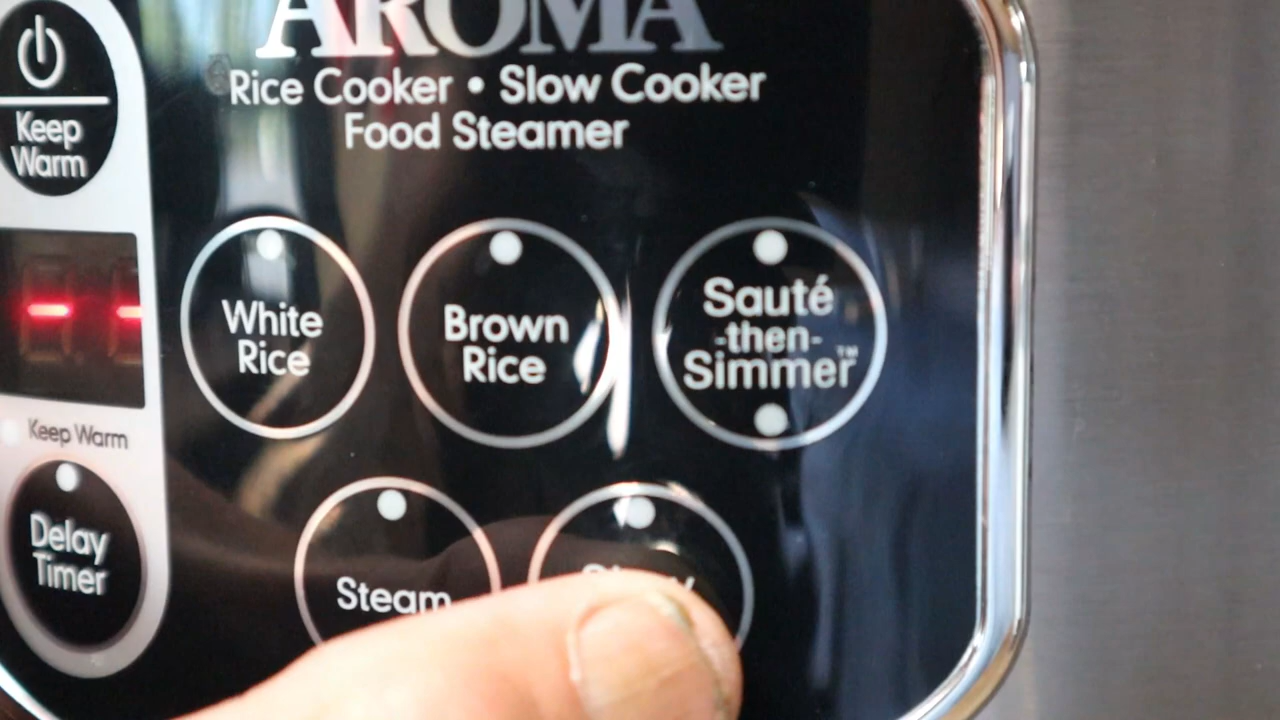 AROMA
Rice Cooker • Slow Cooker
Food Steamer
Keep
Warm
White
Rice
Brown
Rice
Sauté
-then-
Simmer™
Keep Warm
Delay
Timer
Steam